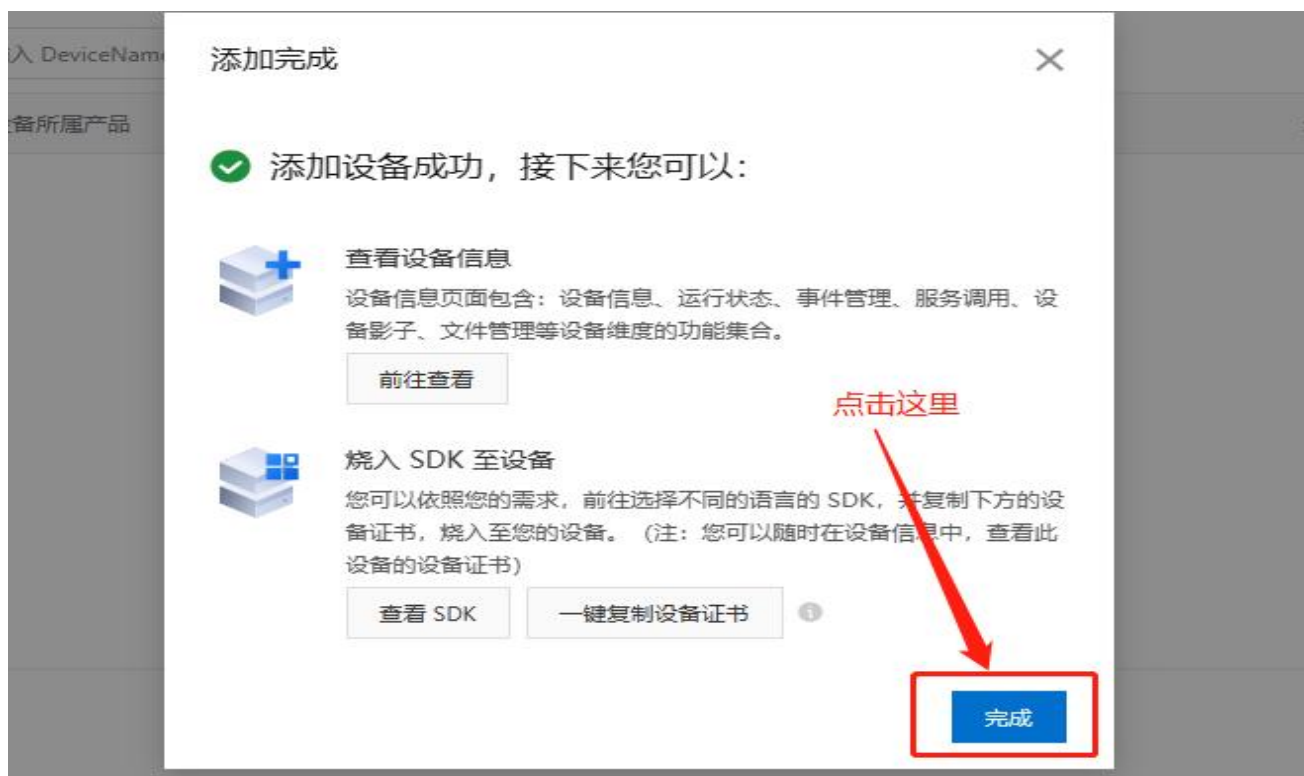 添加完成
入 DeviceName
备所属产品
添加设备成功，接下来您可以：
查看设备信息
设备信息页面包含：设备信息、运行状态、事件管理、服务调用、设
备影子、文件管理等设备维度的功能集合。
前往查看
点击这里
烧入 SDK 至设备
您可以依照您的需求，前往选择不同的语言的 SDK，并复制下方的设
备证书，烧入至您的设备。（注：您可以随时在设备信息中，查看此
设备的设备证书）
查看 SDK
一键复制设备证书
完成